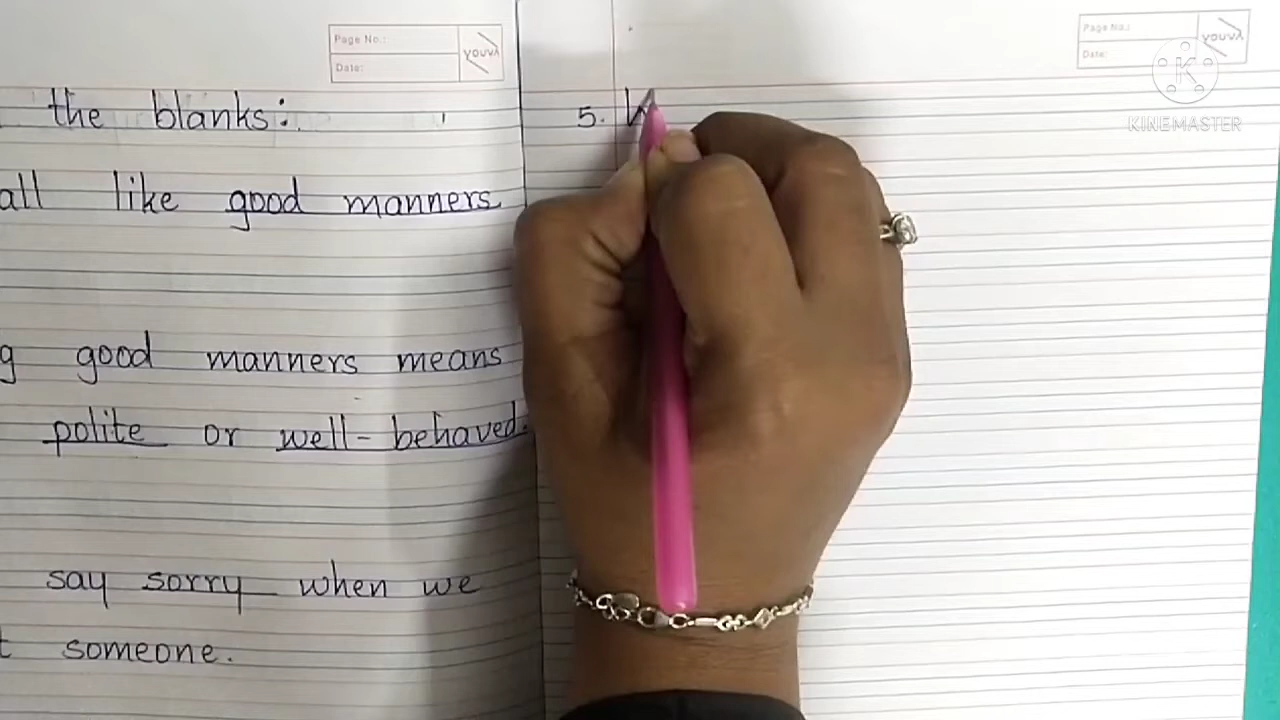 Page No.:
Date:
youva
the blanks:
all like good manners
g good manners means
polite or well-behaved.
say sorry when we
t someone.
Page No.:
Date:
youva
5.
KINEMASTER